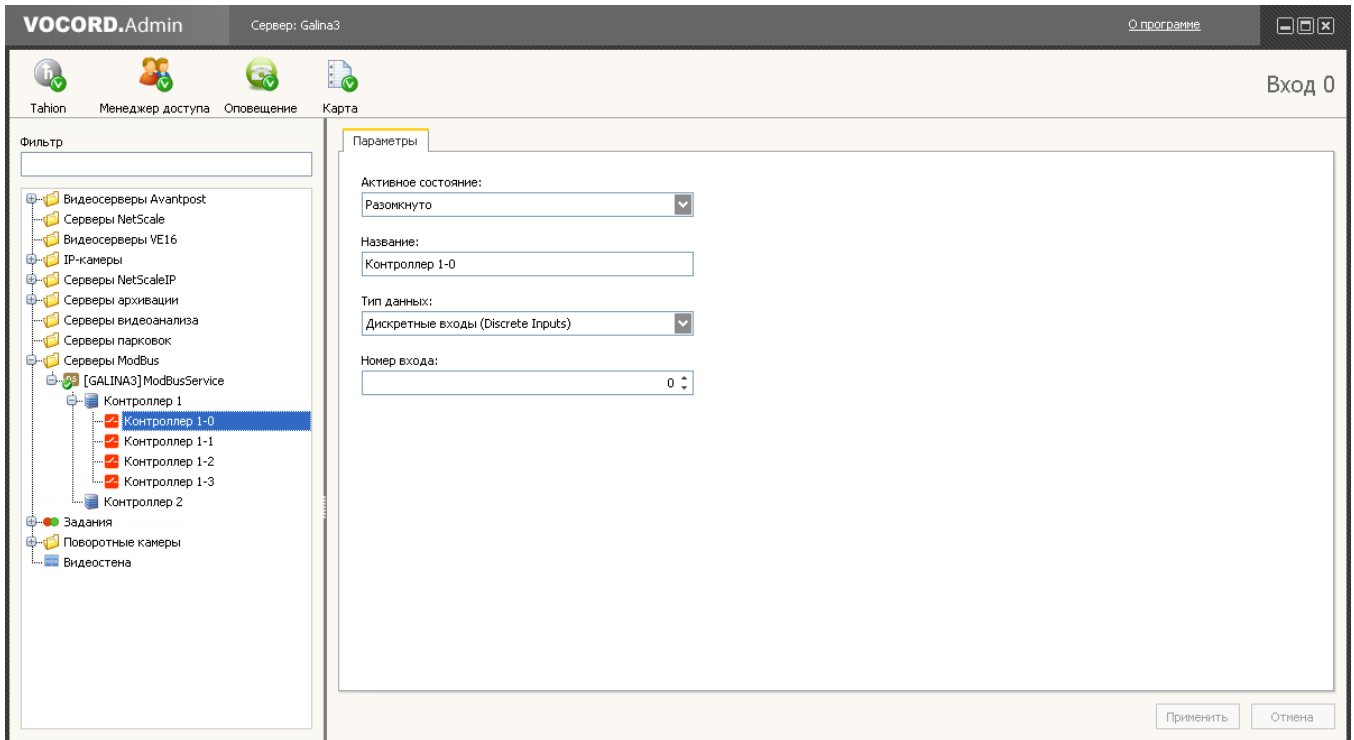 VOCORD.Admin
Сервер: Galina3
О программе
Tahion
Менеджер доступа
Оповещение
Карта
Вход 0
Фильтр
Видеосерверы Avantpost
Серверы NetScale
Видеосерверы VE16
IP-камеры
Серверы NetScaleIP
Серверы архивации
Серверы видеоанализа
Серверы парковок
Серверы ModBus
[GALINA3] ModBusService
Контроллер 1
Контроллер 1-0
Контроллер 1-1
Контроллер 1-2
Контроллер 1-3
Контроллер 2
Задания
Поворотные камеры
Видеостена
Параметры
Активное состояние:
Разомкнуто
Название:
Контроллер 1-0
Тип данных:
Дискретные входы (Discrete Inputs)
Номер входа:
0
Применить
Отмена